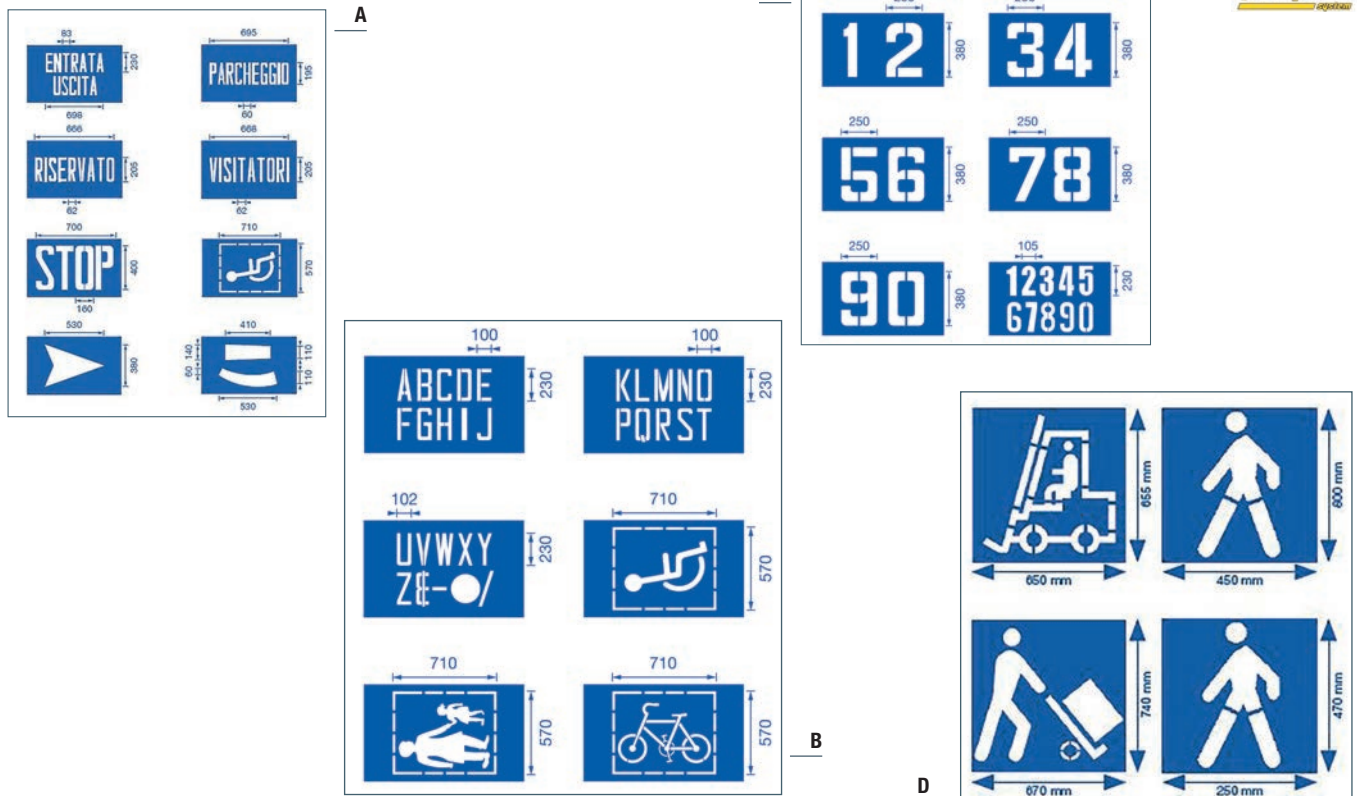 A
83
230
ENTRATA
USCITA
698
695
195
PARCHEGGIO
60
666
205
RISERVATO
62
668
205
VISITATORI
62
700
400
STOP
160
710
570
530
380
410
140
60
110
110
530
100
230
ABCDE
FGHIJ
100
230
KLMNO
PQRST
102
230
UVWXY
Z&-●/
710
570
710
570
710
570
B
12
380
34
380
250
56
380
250
78
380
250
90
380
105
230
12345
67890
system
655 mm
650 mm
800 mm
450 mm
740 mm
670 mm
470 mm
250 mm
D